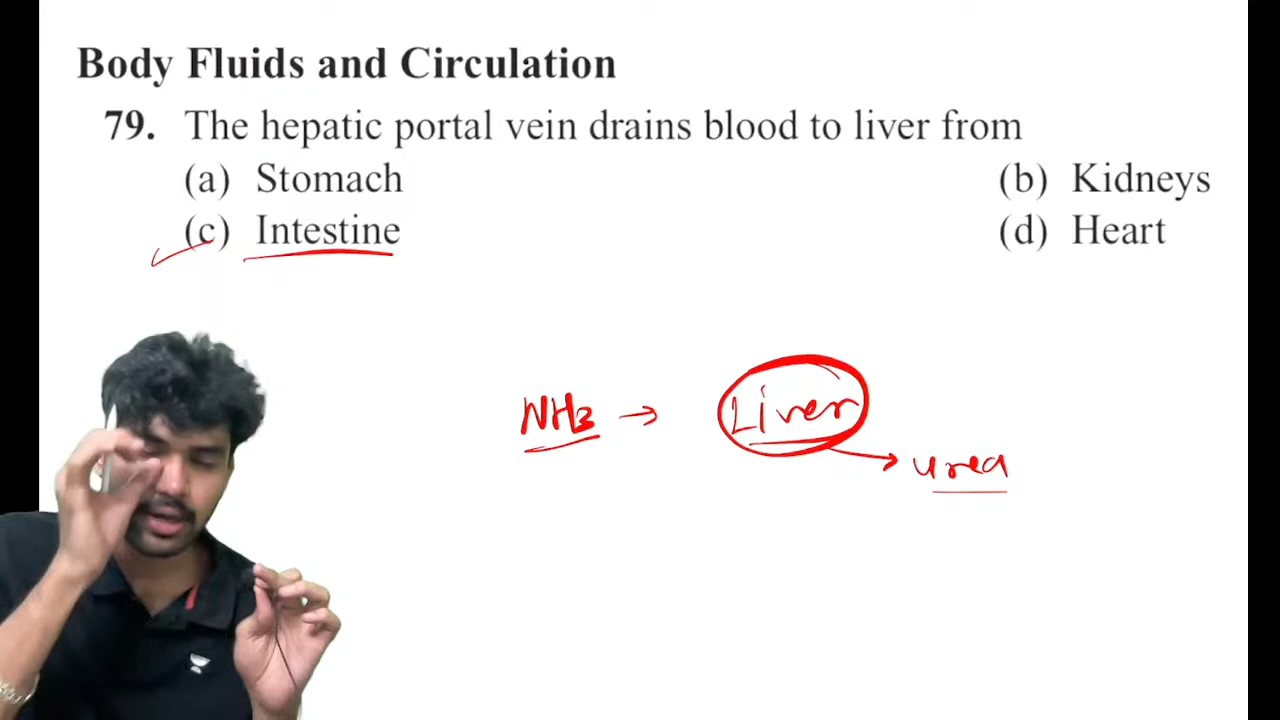 Body Fluids and Circulation
79. The hepatic portal vein drains blood to liver from
(a) Stomach (b) Kidneys
(c) Intestine (d) Heart
NH3 → Liver
→ urea